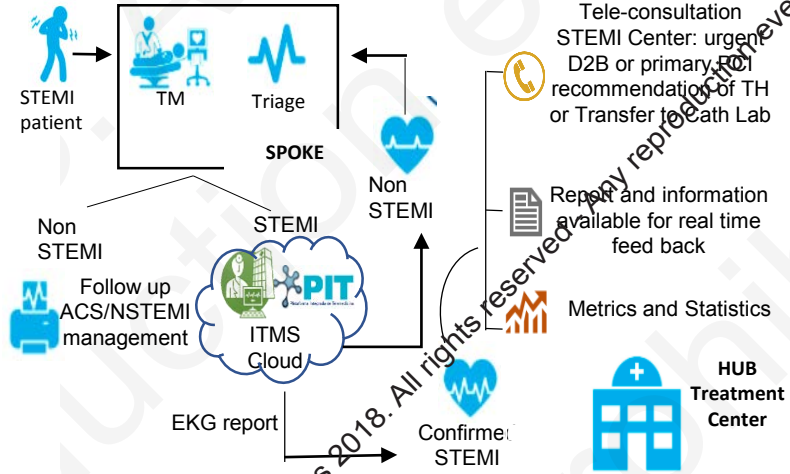 STEMI
patient
TM
Triage
SPOKE
Non
STEMI
Follow up
ACS/NSTEMI
management
STEMI
PIT
ITMS
Cloud
EKG report
Non
STEMI
Confirme
STEMI
Tele-consultation
STEMI Center: urgent
D2B or primary PCI
recommendation of TH
or Transfer to Cath Lab
Report and information
available for real time
feed back
Metrics and Statistics
HUB
Treatment
Center
s 2018. All rights reserved - Any reproduction eve